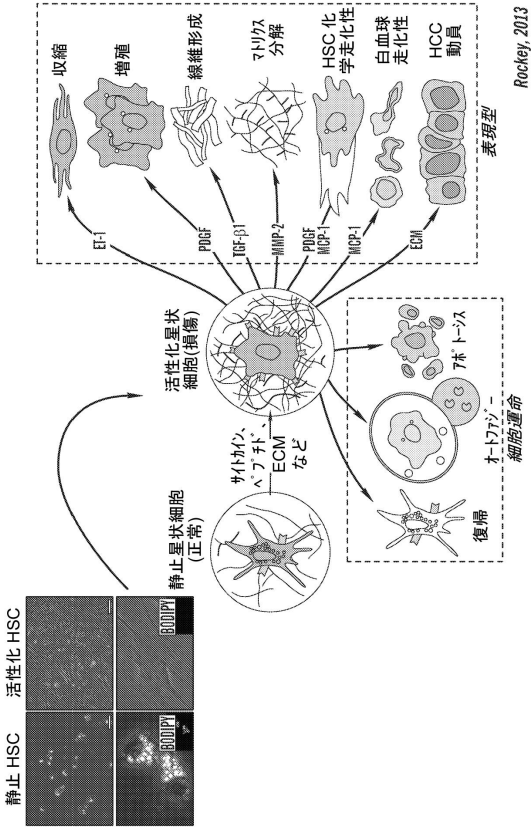 静止 HSC
活性化 HSC
BODIPY
BODIPY
静止星状細胞
(正常)
サイトカイン、
ペプチド、
ECM
など
活性化星状
細胞(損傷)
ET-1
PDGF
TGF-β1
MMP-2
PDGF
MCP-1
MCP-1
ECM
収縮
増殖
線維形成
マトリクス
分解
HSC 化
学走化性
白血球
走化性
HCC
動員
表現型
復帰
オートファジー
アポトーシス
細胞運命
Rockey, 2013